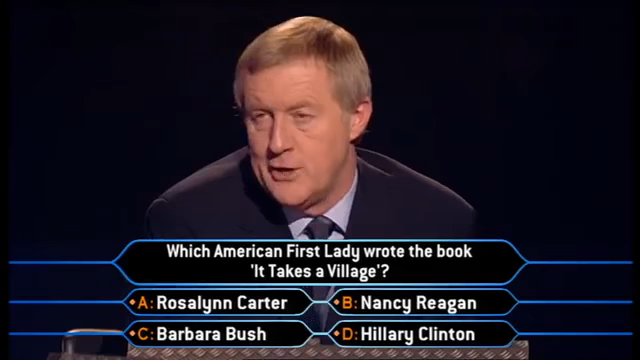 Which American First Lady wrote the book
'It Takes a Village'?
A: Rosalynn Carter
B: Nancy Reagan
C: Barbara Bush
D: Hillary Clinton